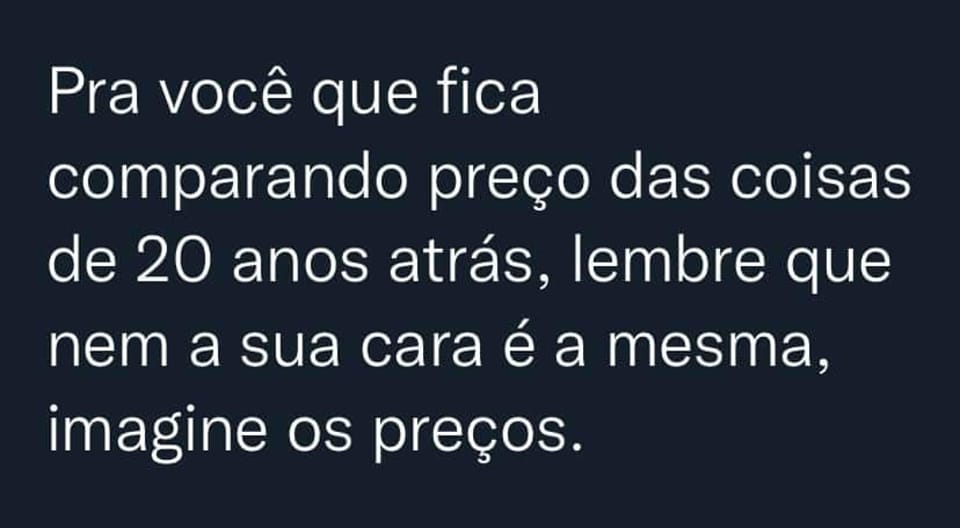 Pra você que fica
comparando preço das coisas
de 20 anos atrás, lembre que
nem a sua cara é a mesma,
imagine os preços.